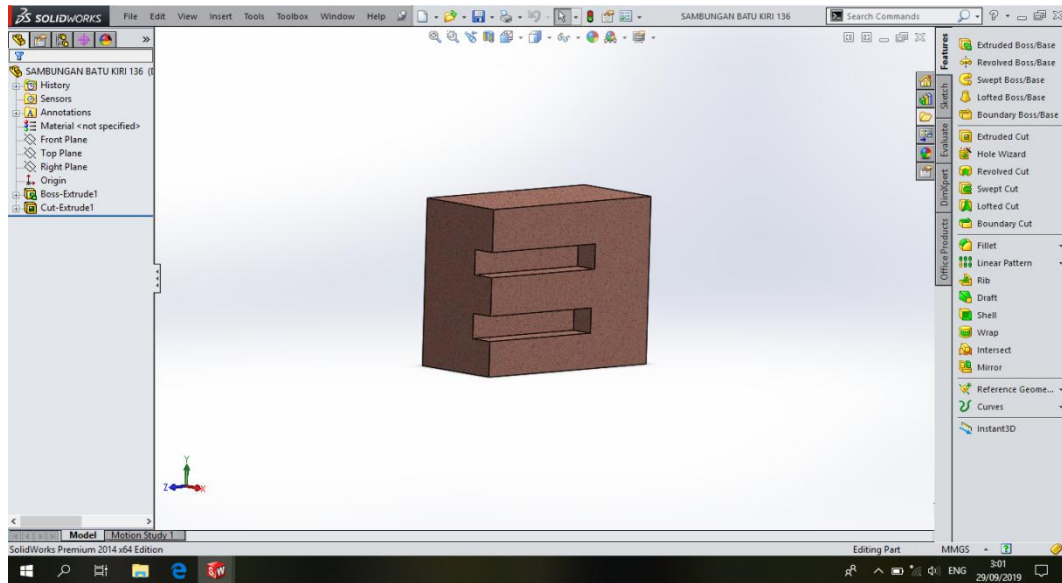 SOLIDWORKS File Edit View Insert Tools Toolbox Window Help SAMBUNGAN BATU KIRI 136 Search Commands
SAMBUNGAN BATU KIRI 136 (I
History
Sensors
Annotations
Material <not specified>
Front Plane
Top Plane
Right Plane
Origin
Boss-Extrude1
Cut-Extrude1
Y
Z X
Features
Sketch
Evaluate
DimXpert
Office Products
Extruded Boss/Base
Revolved Boss/Base
Swept Boss/Base
Lofted Boss/Base
Boundary Boss/Base
Extruded Cut
Hole Wizard
Revolved Cut
Swept Cut
Lofted Cut
Boundary Cut
Fillet
Linear Pattern
Rib
Draft
Shell
Wrap
Intersect
Mirror
Reference Geome...
Curves
Instant3D
Model Motion Study 1
SolidWorks Premium 2014 x64 Edition Editing Part MMGS
ENG 3:01
29/09/2019